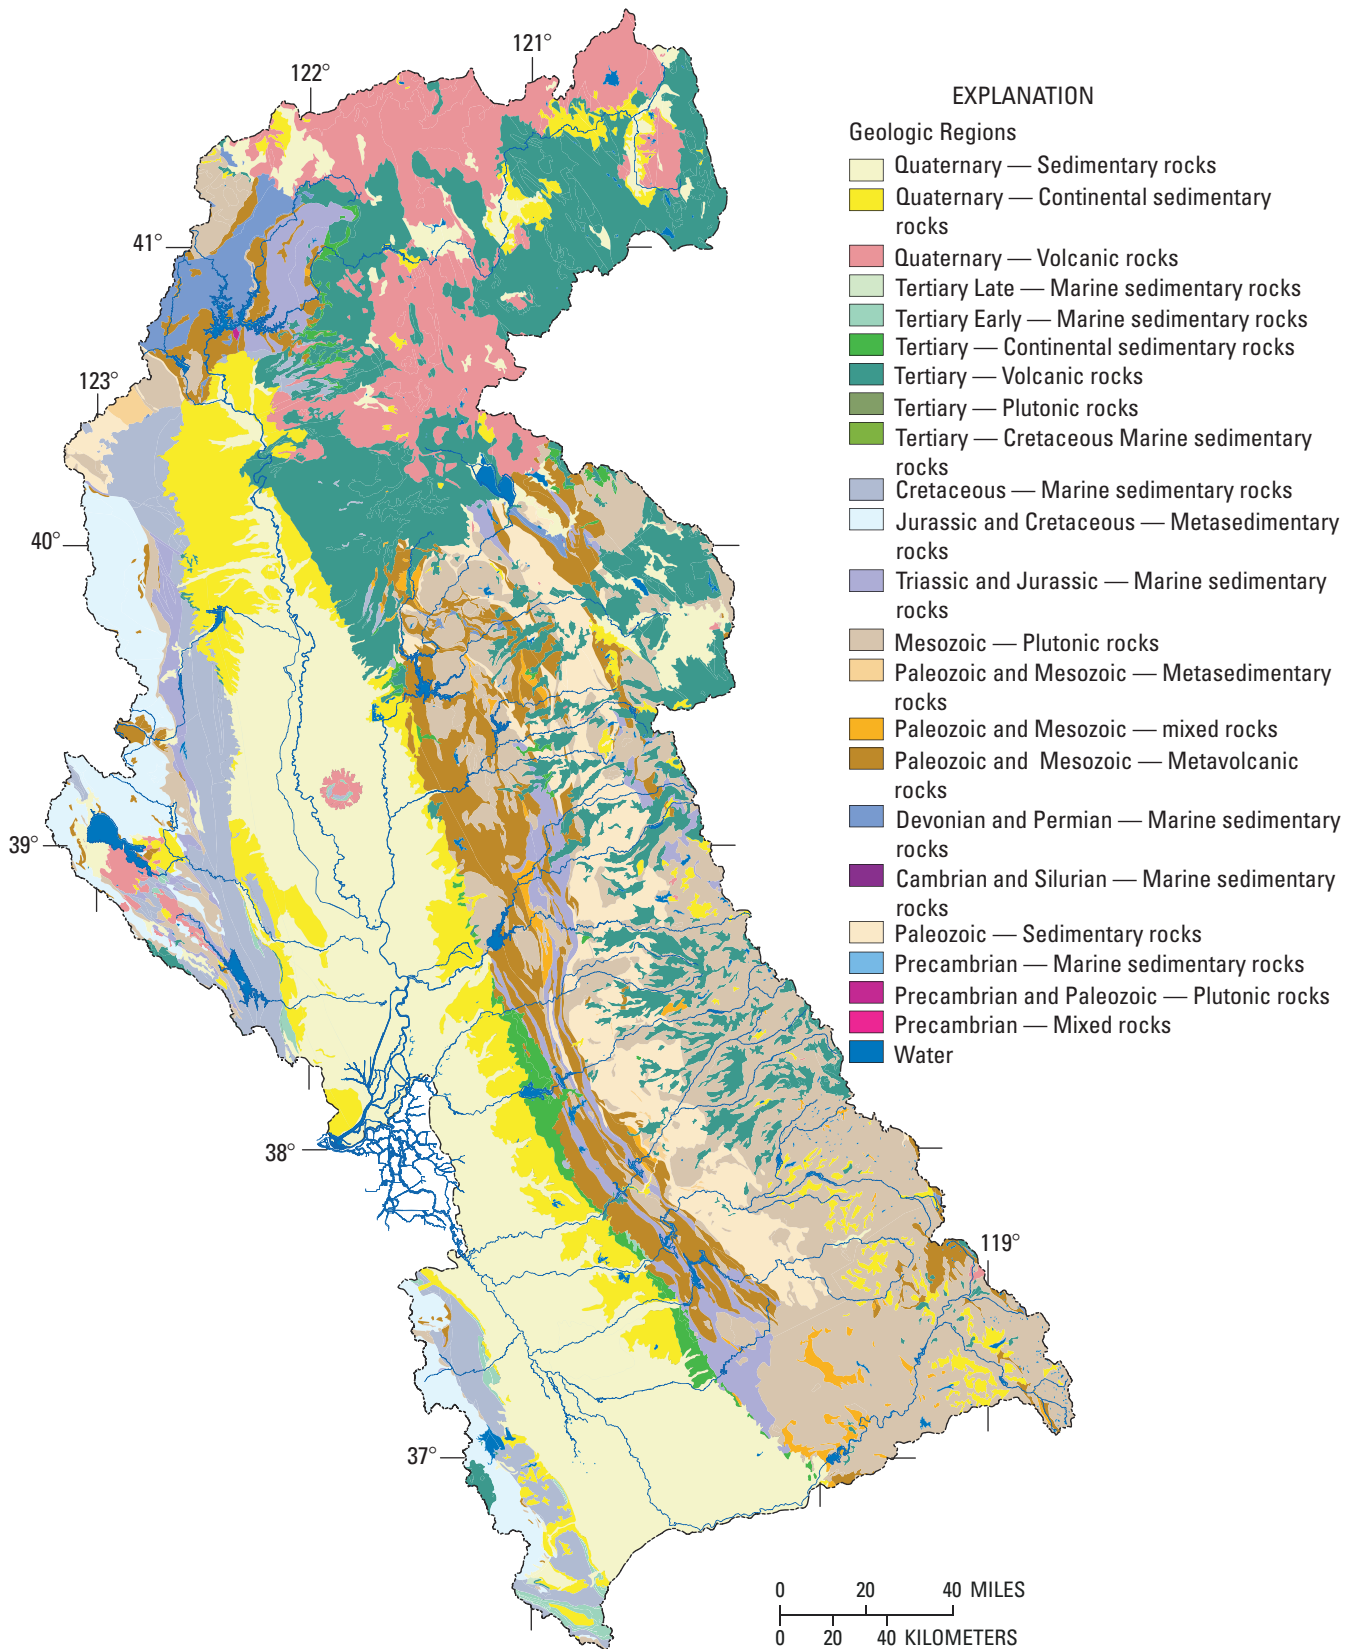 121°
122°
EXPLANATION
Geologic Regions
Quaternary — Sedimentary rocks
Quaternary — Continental sedimentary
rocks
41°
Quaternary — Volcanic rocks
Tertiary Late — Marine sedimentary rocks
Tertiary Early — Marine sedimentary rocks
Tertiary — Continental sedimentary rocks
Tertiary — Volcanic rocks
123°
Tertiary — Plutonic rocks
Tertiary — Cretaceous Marine sedimentary
rocks
Cretaceous — Marine sedimentary rocks
Jurassic and Cretaceous — Metasedimentary
rocks
40°
Triassic and Jurassic — Marine sedimentary
rocks
Mesozoic — Plutonic rocks
Paleozoic and Mesozoic — Metasedimentary
rocks
Paleozoic and Mesozoic — mixed rocks
Paleozoic and Mesozoic — Metavolcanic
rocks
Devonian and Permian — Marine sedimentary
rocks
39°
Cambrian and Silurian — Marine sedimentary
rocks
Paleozoic — Sedimentary rocks
Precambrian — Marine sedimentary rocks
Precambrian and Paleozoic — Plutonic rocks
Precambrian — Mixed rocks
Water
38°
119°
37°
0 20 40 MILES
0 20 40 KILOMETERS